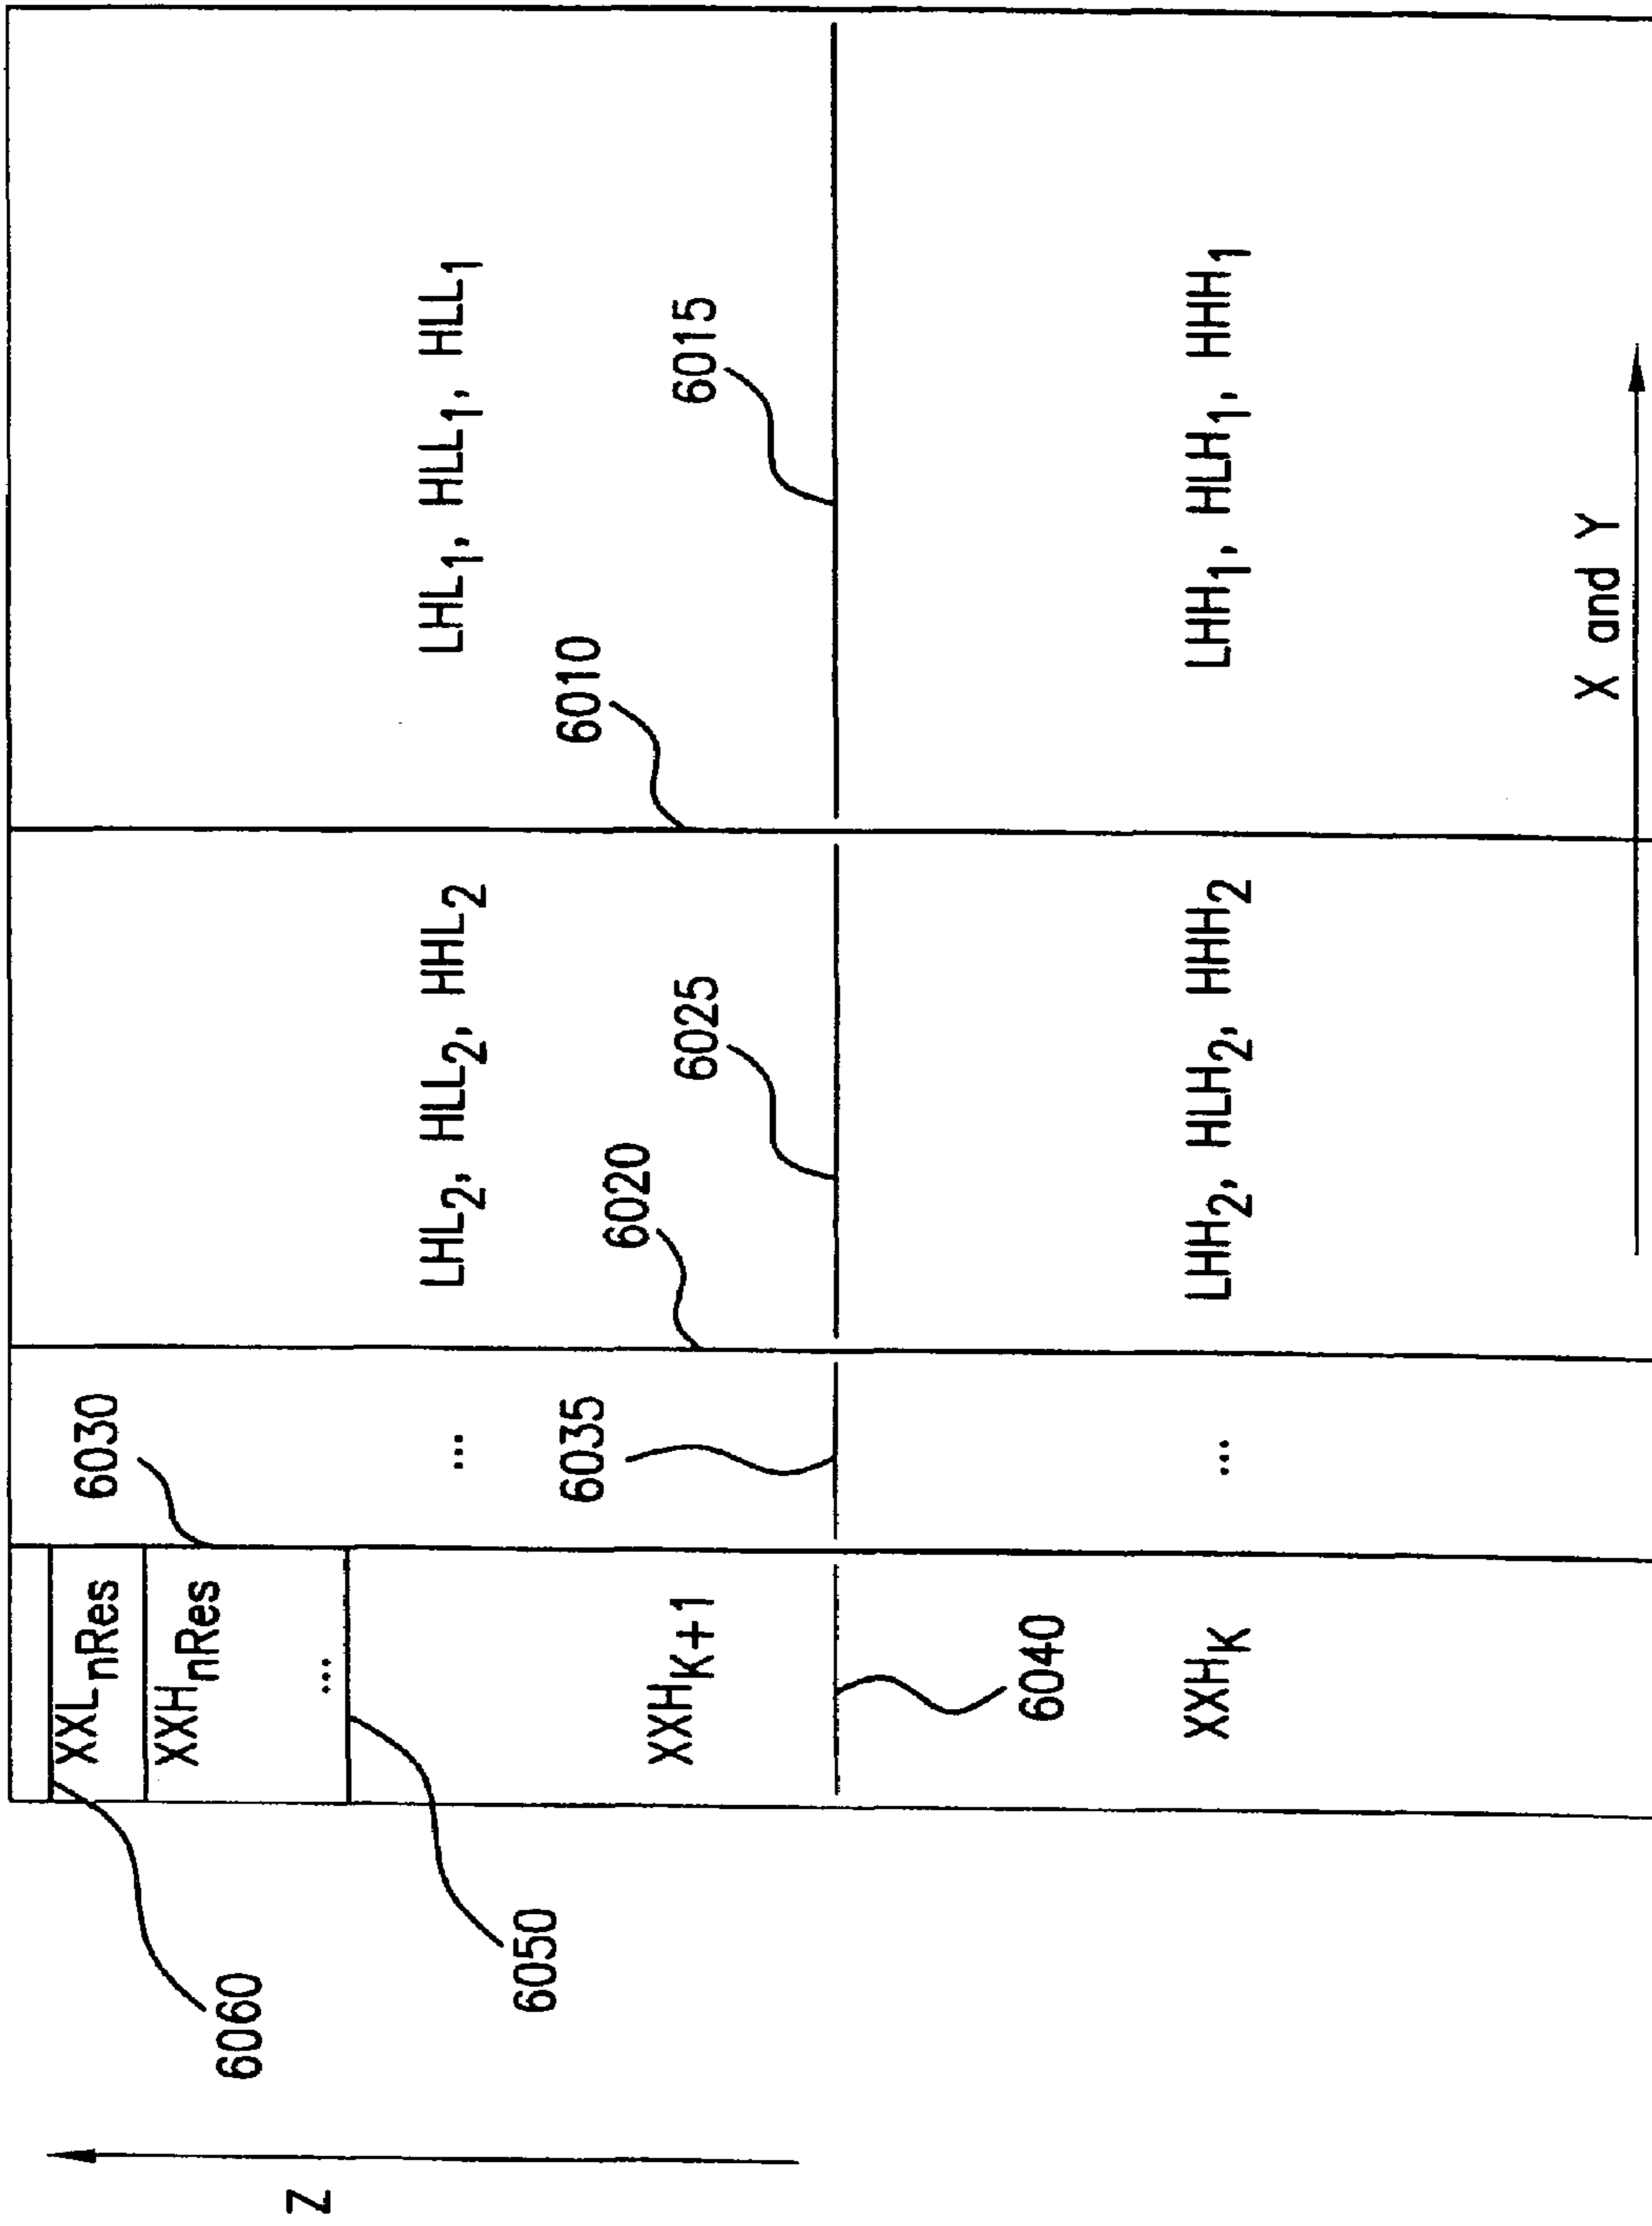 LHL1, HLL1, HLL1
6015
6010
LHH1, HLH1, HHH1
X and Y
LHL2, HLL2, HHL2
6025
6020
LHH2, HLH2, HHH2
6030
...
6035
...
XXLnRes
XXHnRes
...
XXHK+1
6040
XXHK
6060
6050
Z